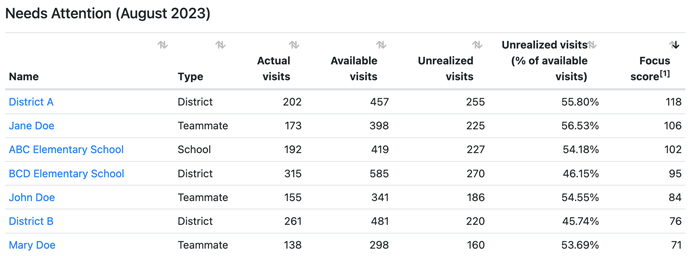 Needs Attention (August 2023)
Name Type Actual visits Available visits Unrealized visits Unrealized visits (% of available visits) Focus score[1]
District A District 202 457 255 55.80% 118
Jane Doe Teammate 173 398 225 56.53% 106
ABC Elementary School School 192 419 227 54.18% 102
BCD Elementary School District 315 585 270 46.15% 95
John Doe Teammate 155 341 186 54.55% 84
District B District 261 481 220 45.74% 76
Mary Doe Teammate 138 298 160 53.69% 71